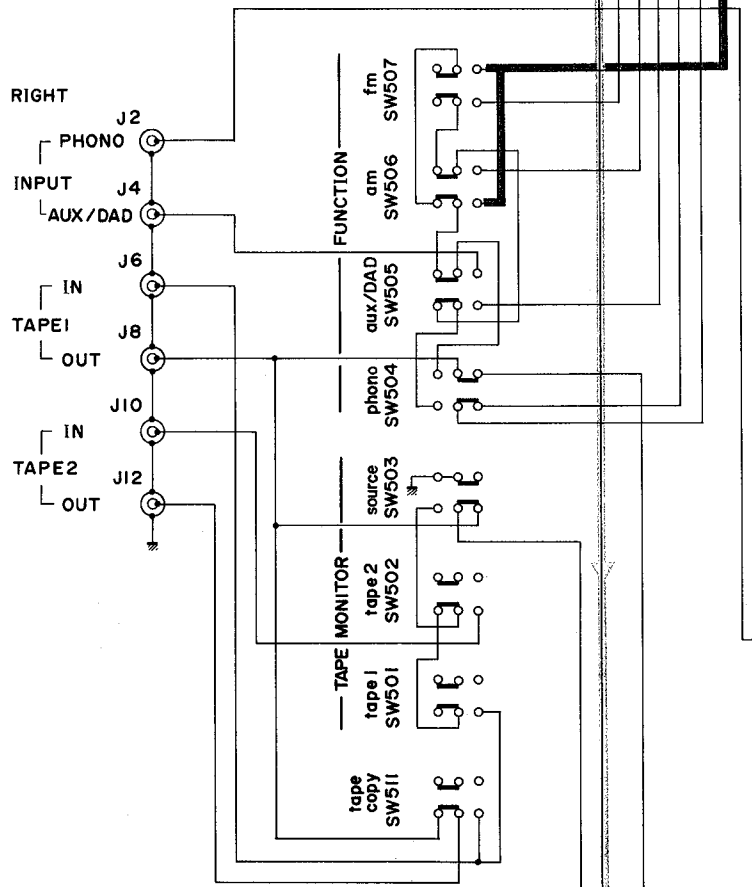 RIGHT
J2
PHONO
INPUT
J4
AUX/DAD
J6
IN
TAPE1
J8
OUT
J10
IN
TAPE2
J12
OUT
FUNCTION
fm
SW507
am
SW506
aux/DAD
SW505
phono
SW504
TAPE MONITOR
source
SW503
tape 2
SW502
tape 1
SW501
tape
copy
SW511